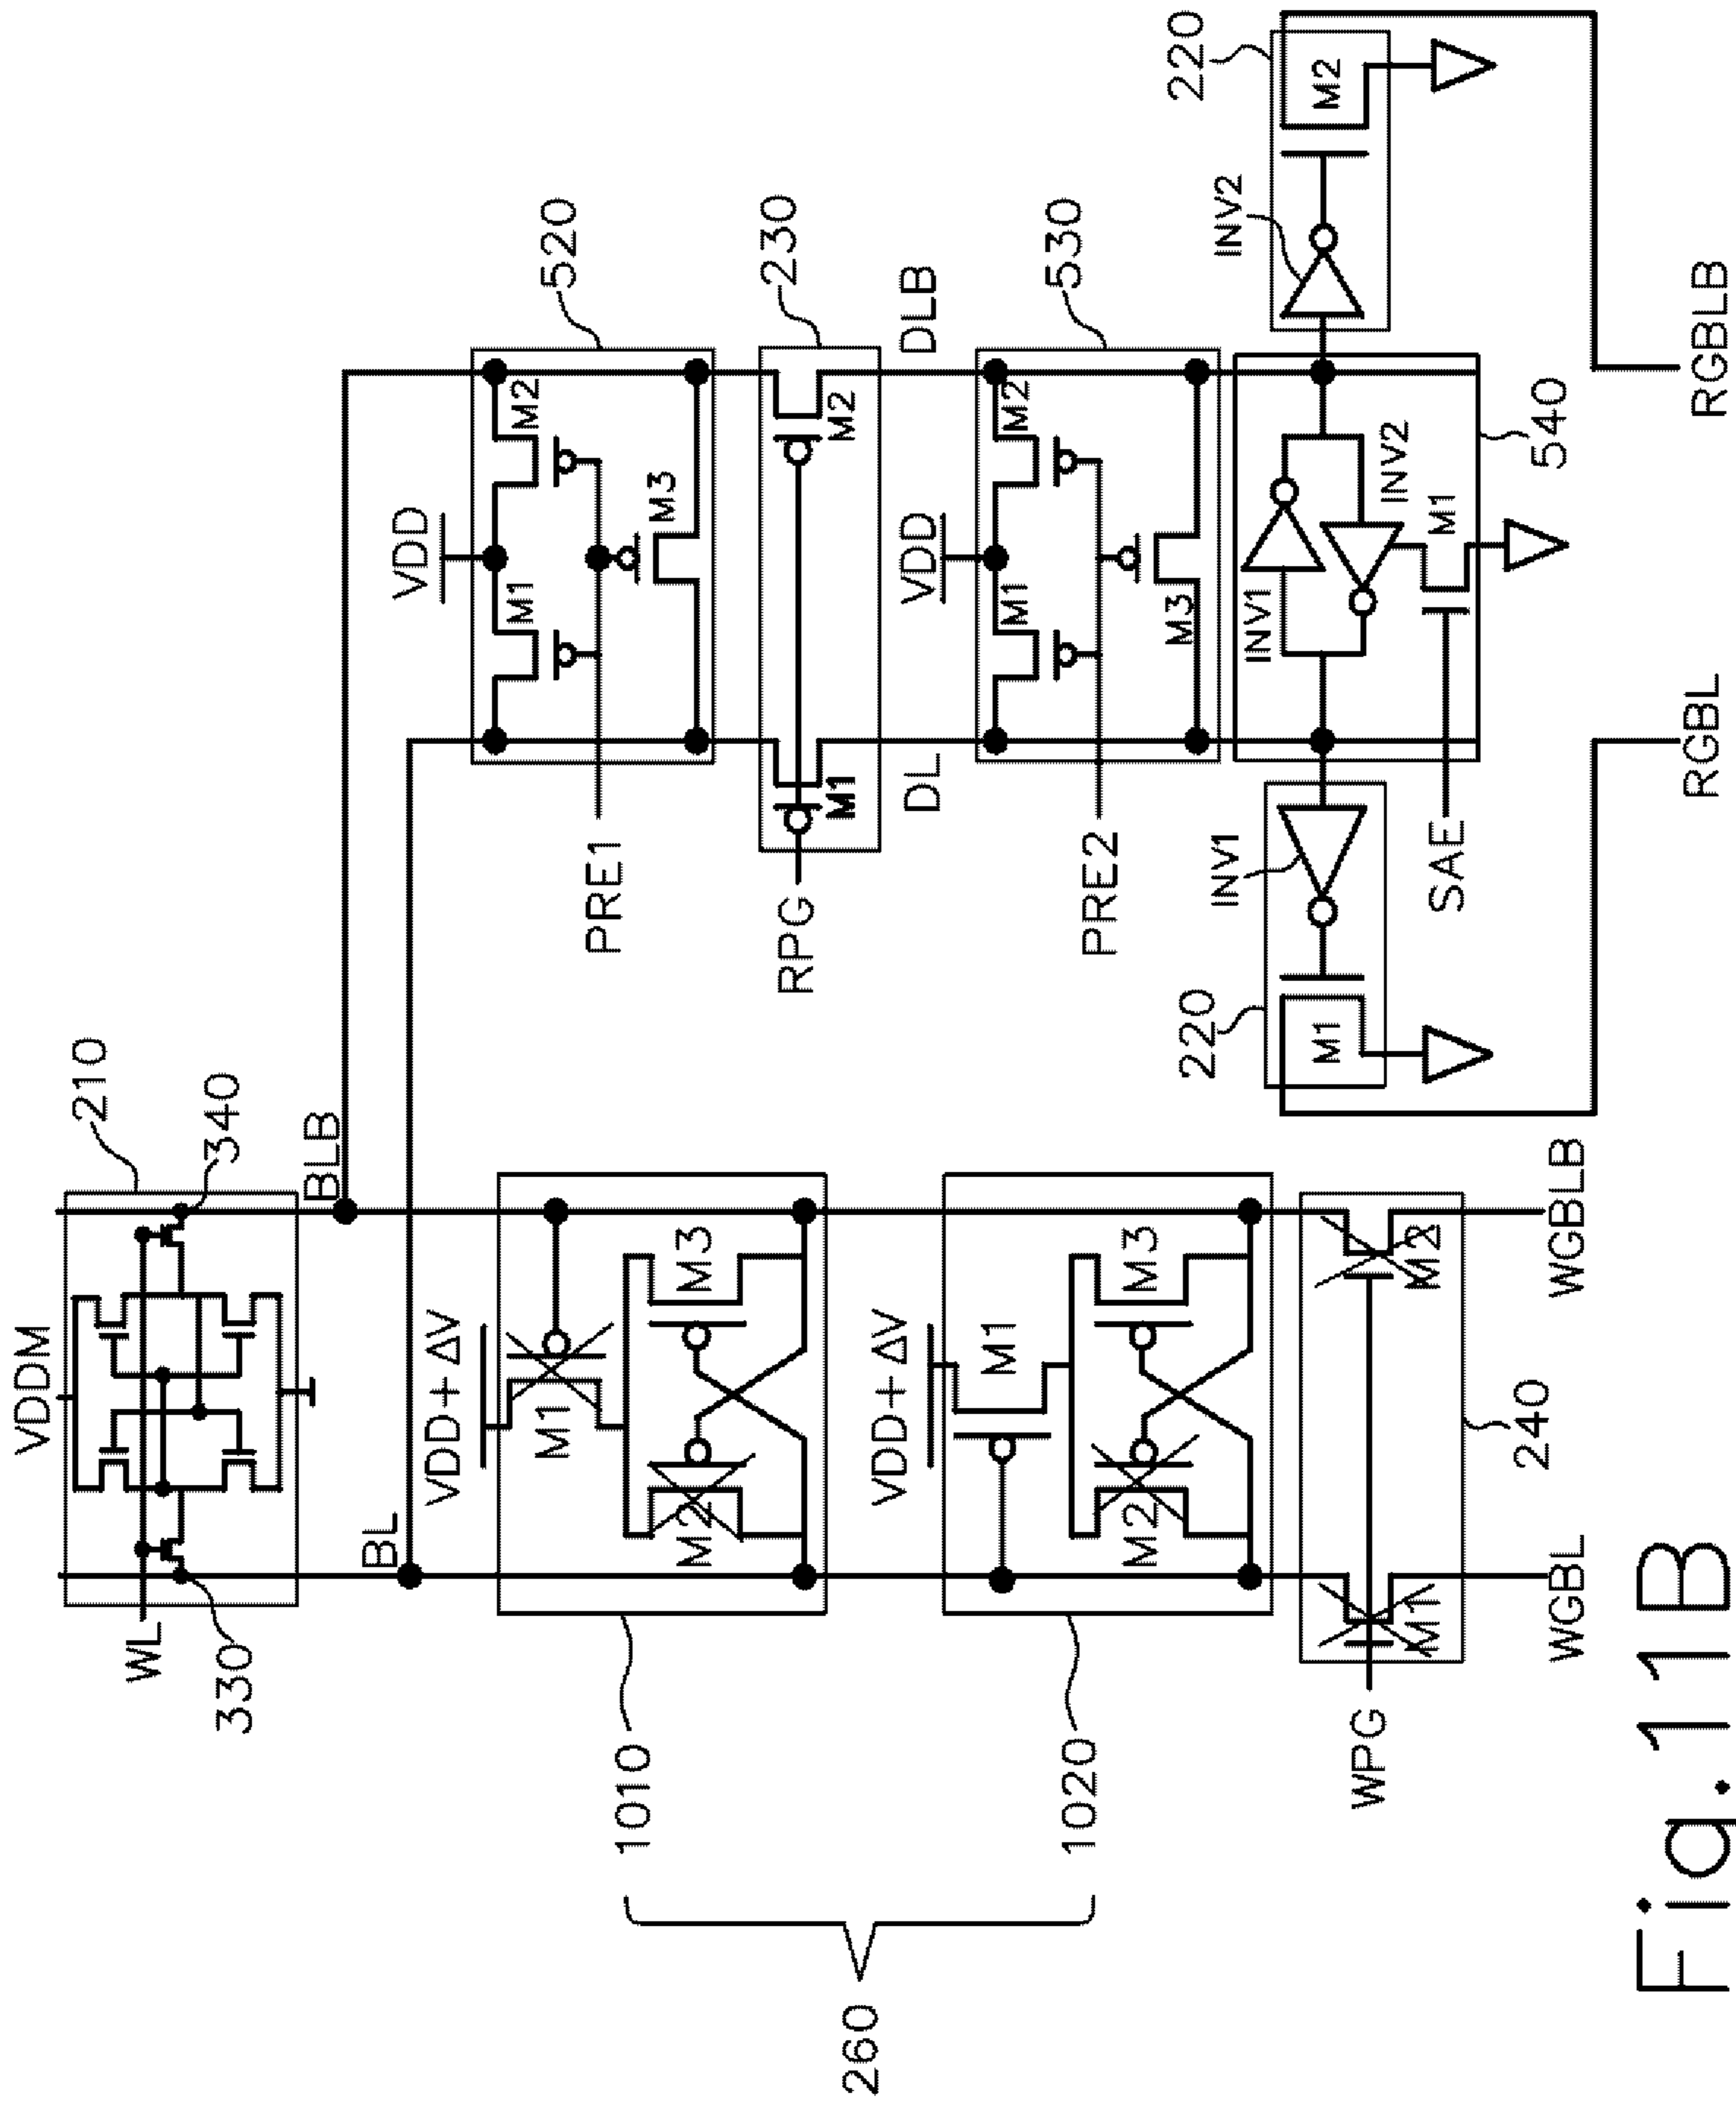 VDDM
210
WL
330
340
BL
BLB
VDD+ΔV
M1
M2
M3
1010
VDD+ΔV
M1
M2
M3
1020
260
WPG
M1
M2
240
WGBL
WGBLB
VDD
M1
M2
M3
520
PRE1
230
M1
M2
RPG
DL
DLB
VDD
M1
M2
M3
530
PRE2
INV1
INV2
M1
540
SAE
220
INV1
M1
220
INV2
M2
RGBL
RGBLB
Fig. 11B